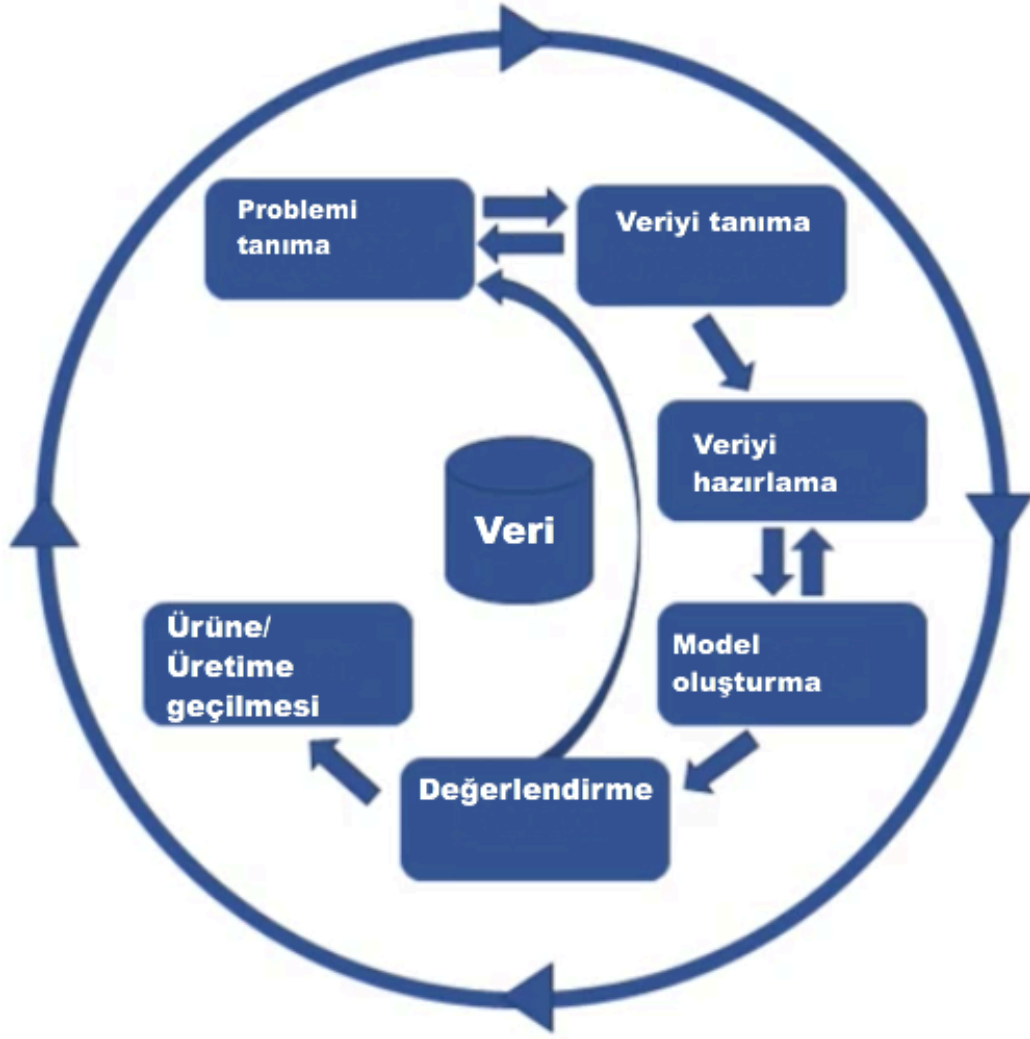 Problemi
tanıma
Veriyi tanıma
Veriyi
hazırlama
Veri
Model
oluşturma
Ürüne/
Üretime
geçilmesi
Değerlendirme